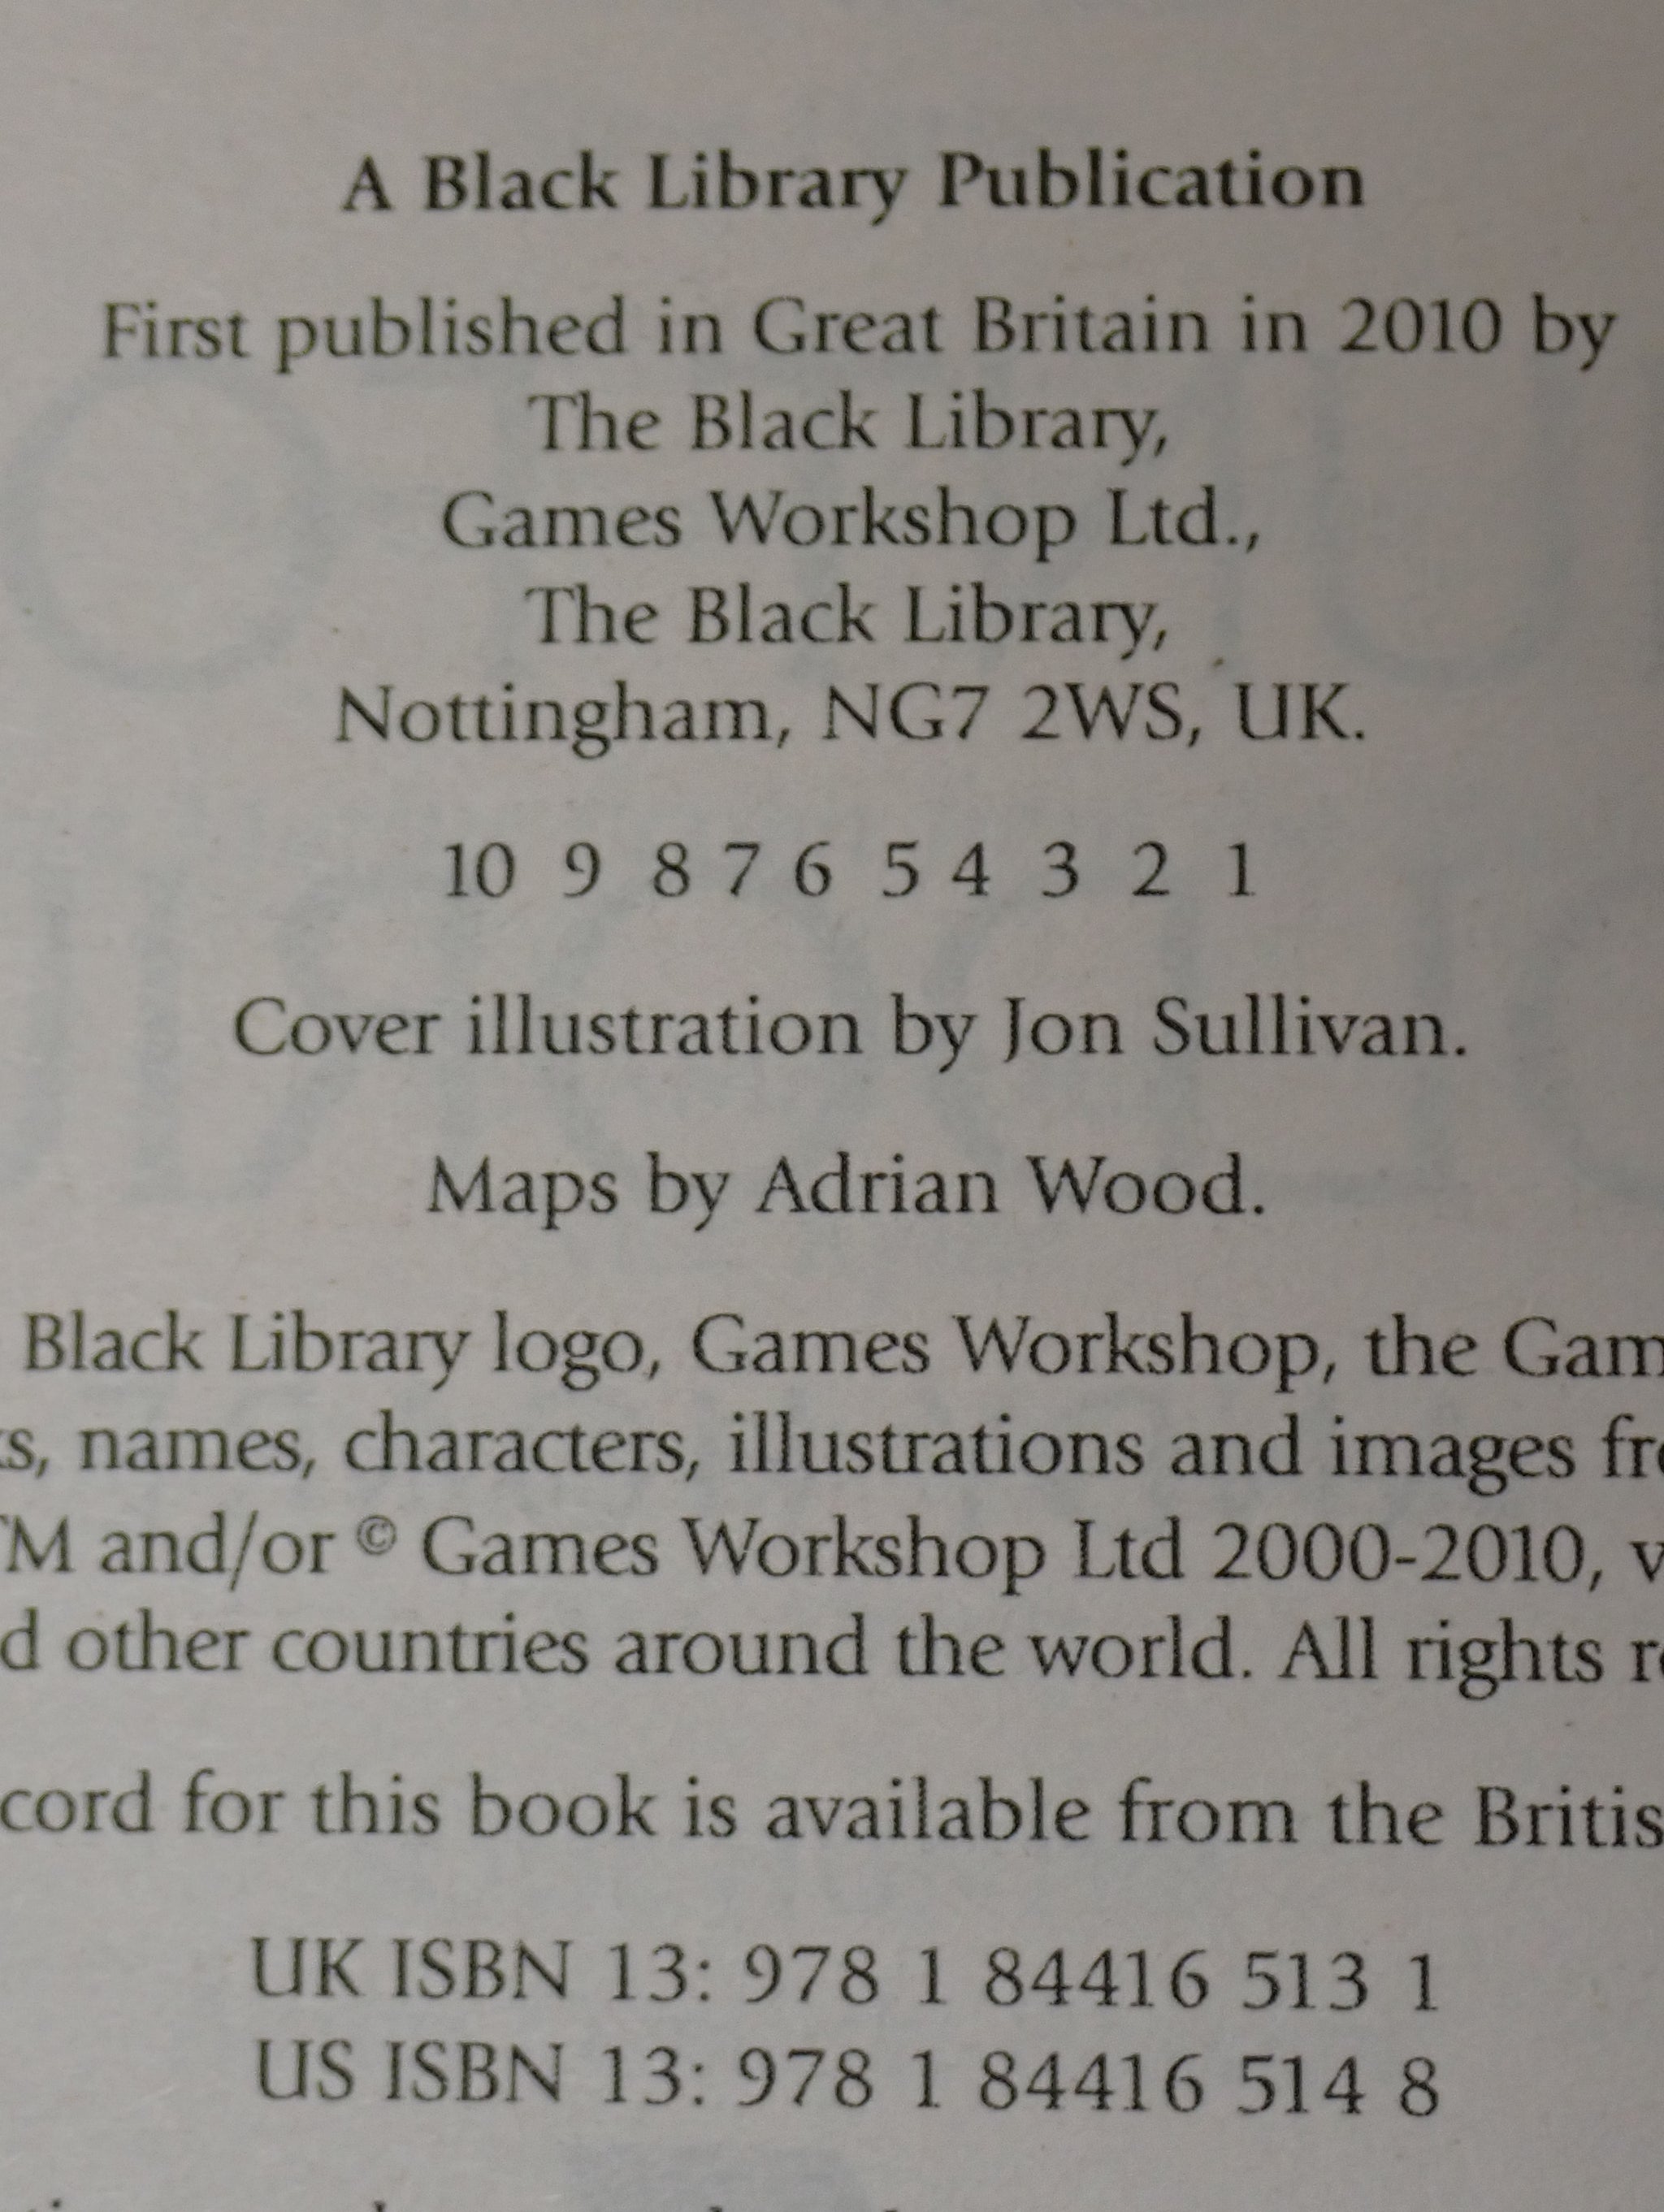 A Black Library Publication
First published in Great Britain in 2010 by
The Black Library,
Games Workshop Ltd.,
The Black Library,
Nottingham, NG7 2WS, UK.
10 9 8 7 6 5 4 3 2 1
Cover illustration by Jon Sullivan.
Maps by Adrian Wood.
Black Library logo, Games Workshop, the Gam
s, names, characters, illustrations and images fro
TM and/or © Games Workshop Ltd 2000-2010, v
d other countries around the world. All rights re
cord for this book is available from the Britis
UK ISBN 13: 978 1 84416 513 1
US ISBN 13: 978 1 84416 514 8